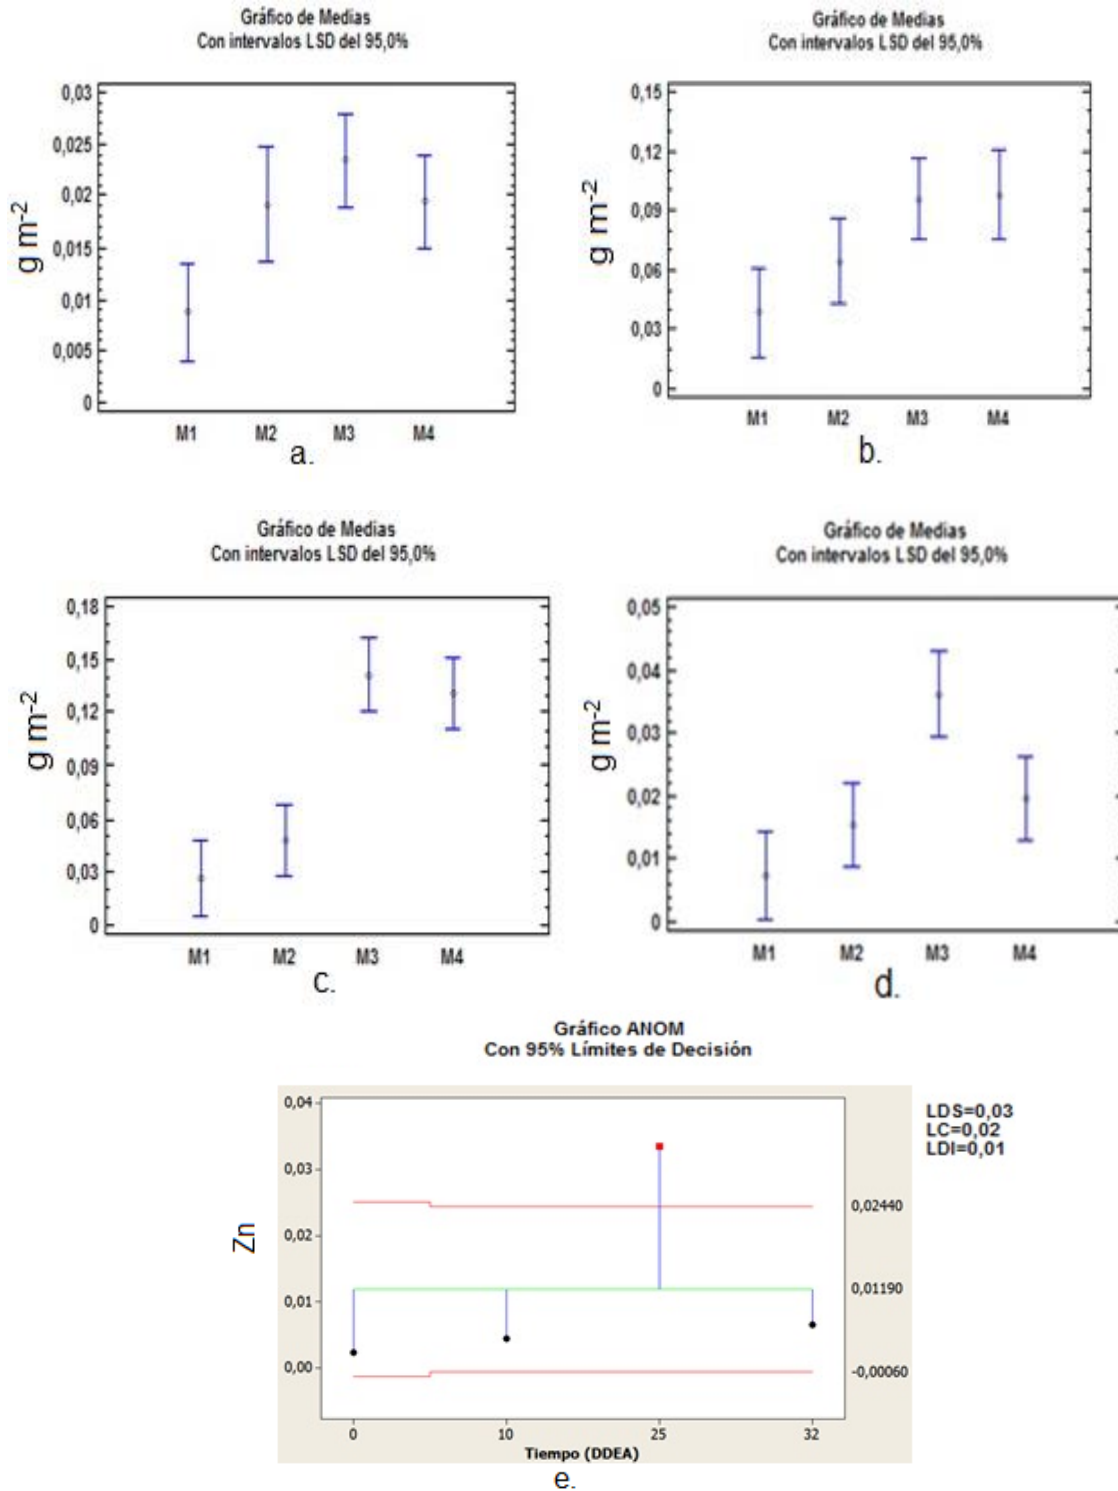 Gráfico de Medias
Con intervalos LSD del 95,0%
0,03
0,025
0,02
0,015
0,01
0,005
0
g m-2
M1 M2 M3 M4
a.
Gráfico de Medias
Con intervalos LSD del 95,0%
0,15
0,12
0,09
0,06
0,03
0
g m-2
M1 M2 M3 M4
b.
Gráfico de Medias
Con intervalos LSD del 95,0%
0,18
0,15
0,12
0,09
0,06
0,03
0
g m-2
M1 M2 M3 M4
c.
Gráfico de Medias
Con intervalos LSD del 95,0%
0,05
0,04
0,03
0,02
0,01
0
g m-2
M1 M2 M3 M4
d.
Gráfico ANOM
Con 95% Límites de Decisión
0,04
0,03
0,02
0,01
0,00
Zn
LDS=0,03
LC=0,02
LDI=0,01
0,02440
0,01190
-0,00060
0 10 25 32
Tiempo (DDEA)
e.